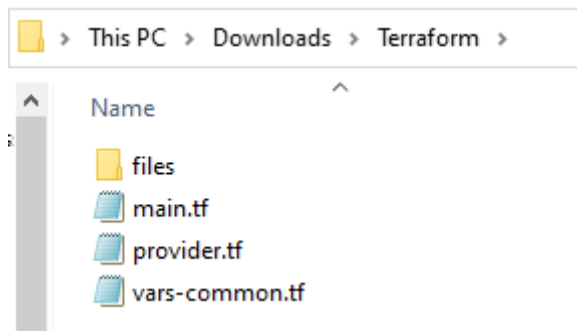 This PC > Downloads > Terraform >
Name
files
main.tf
provider.tf
vars-common.tf